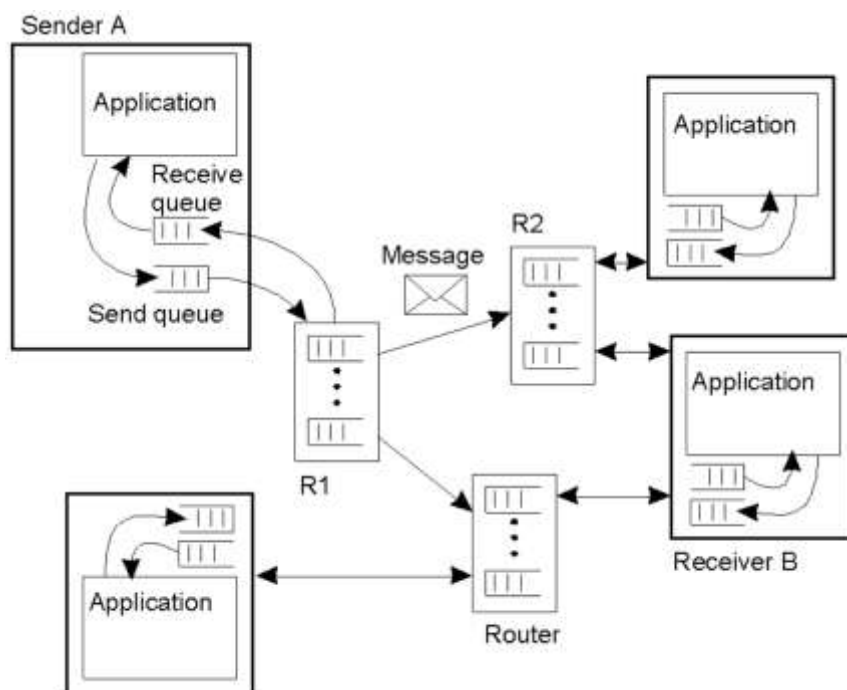 Sender A
Application
Receive
queue
Send queue
Message
R2
Application
R1
Application
Receiver B
Application
Router